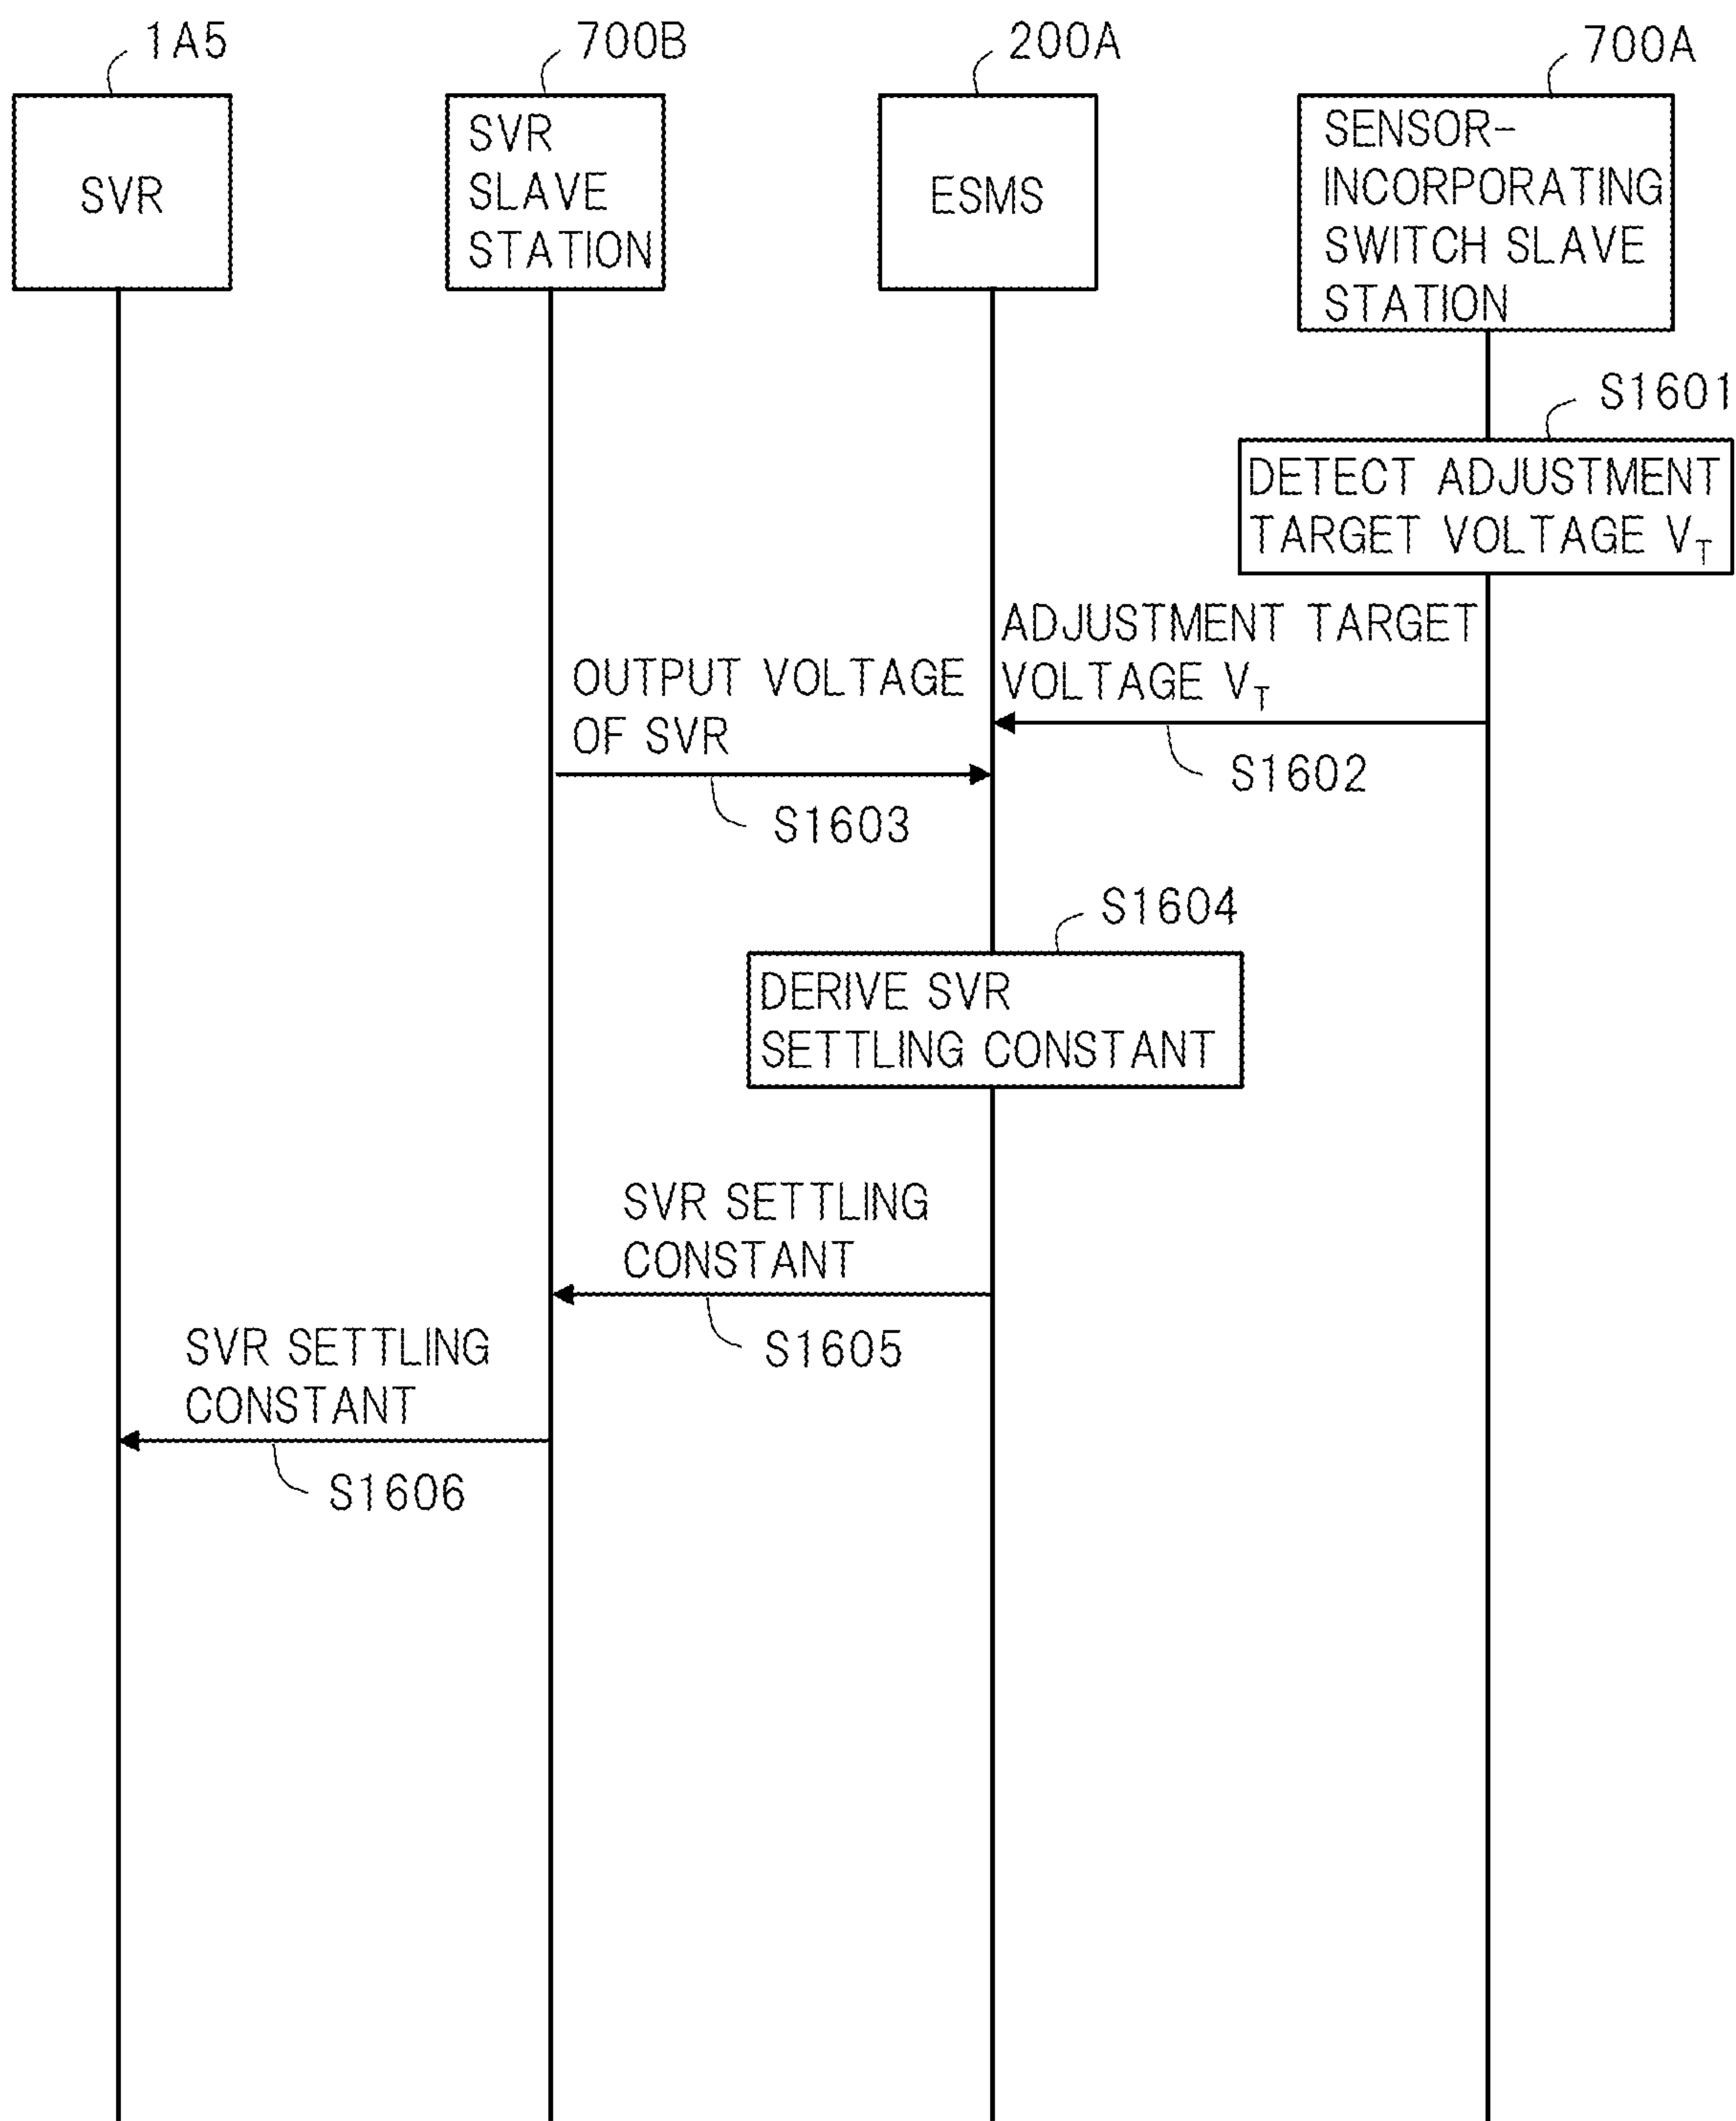 1A5
700B
200A
700A
SVR
SVR
SLAVE
STATION
ESMS
SENSOR-
INCORPORATING
SWITCH SLAVE
STATION
S1601
DETECT ADJUSTMENT
TARGET VOLTAGE V_T
ADJUSTMENT TARGET
VOLTAGE V_T
S1602
OUTPUT VOLTAGE
OF SVR
S1603
S1604
DERIVE SVR
SETTLING CONSTANT
SVR SETTLING
CONSTANT
S1605
SVR SETTLING
CONSTANT
S1606